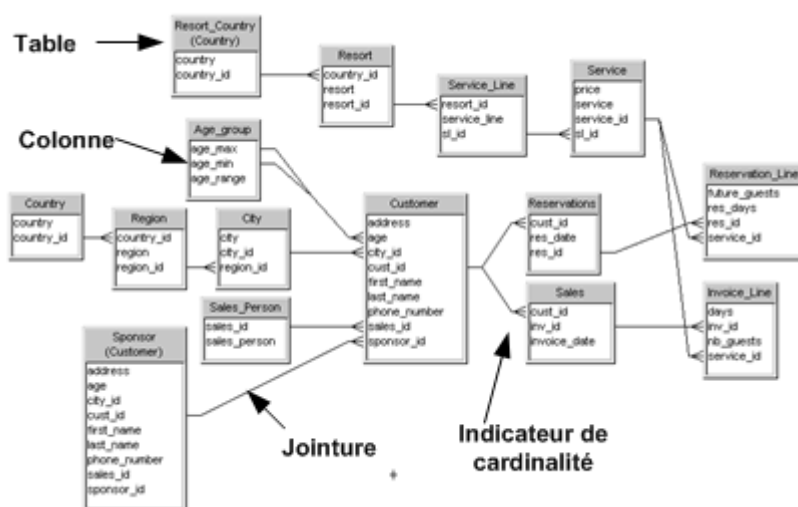 Table
Resort_Country
(Country)
country
country_id
Resort
country_id
resort
resort_id
Service_Line
resort_id
service_line
sl_id
Service
price
service
service_id
sl_id
Colonne
Age_group
age_max
age_min
age_range
Country
country
country_id
Region
country_id
region
region_id
City
city
city_id
region_id
Customer
address
age
city_id
cust_id
first_name
last_name
phone_number
sales_id
sponsor_id
Reservations
cust_id
res_date
res_id
Reservation_Line
future_guests
res_days
res_id
service_id
Sales_Person
sales_id
sales_person
Sales
cust_id
inv_id
invoice_date
Invoice_Line
days
inv_id
nb_guests
service_id
Sponsor
(Customer)
address
age
city_id
cust_id
first_name
last_name
phone_number
sales_id
sponsor_id
Jointure
Indicateur de
cardinalité